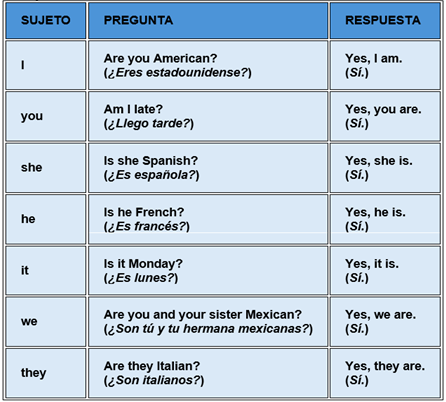 SUJETO PREGUNTA RESPUESTA
I Are you American? Yes, I am.
(¿Eres estadounidense?) (Sí.)
you Am I late? Yes, you are.
(¿Llego tarde?) (Sí.)
she Is she Spanish? Yes, she is.
(¿Es española?) (Sí.)
he Is he French? Yes, he is.
(¿Es francés?) (Sí.)
it Is it Monday? Yes, it is.
(¿Es lunes?) (Sí.)
we Are you and your sister Mexican? Yes, we are.
(¿Son tú y tu hermana mexicanas?) (Sí.)
they Are they Italian? Yes, they are.
(¿Son italianos?) (Sí.)